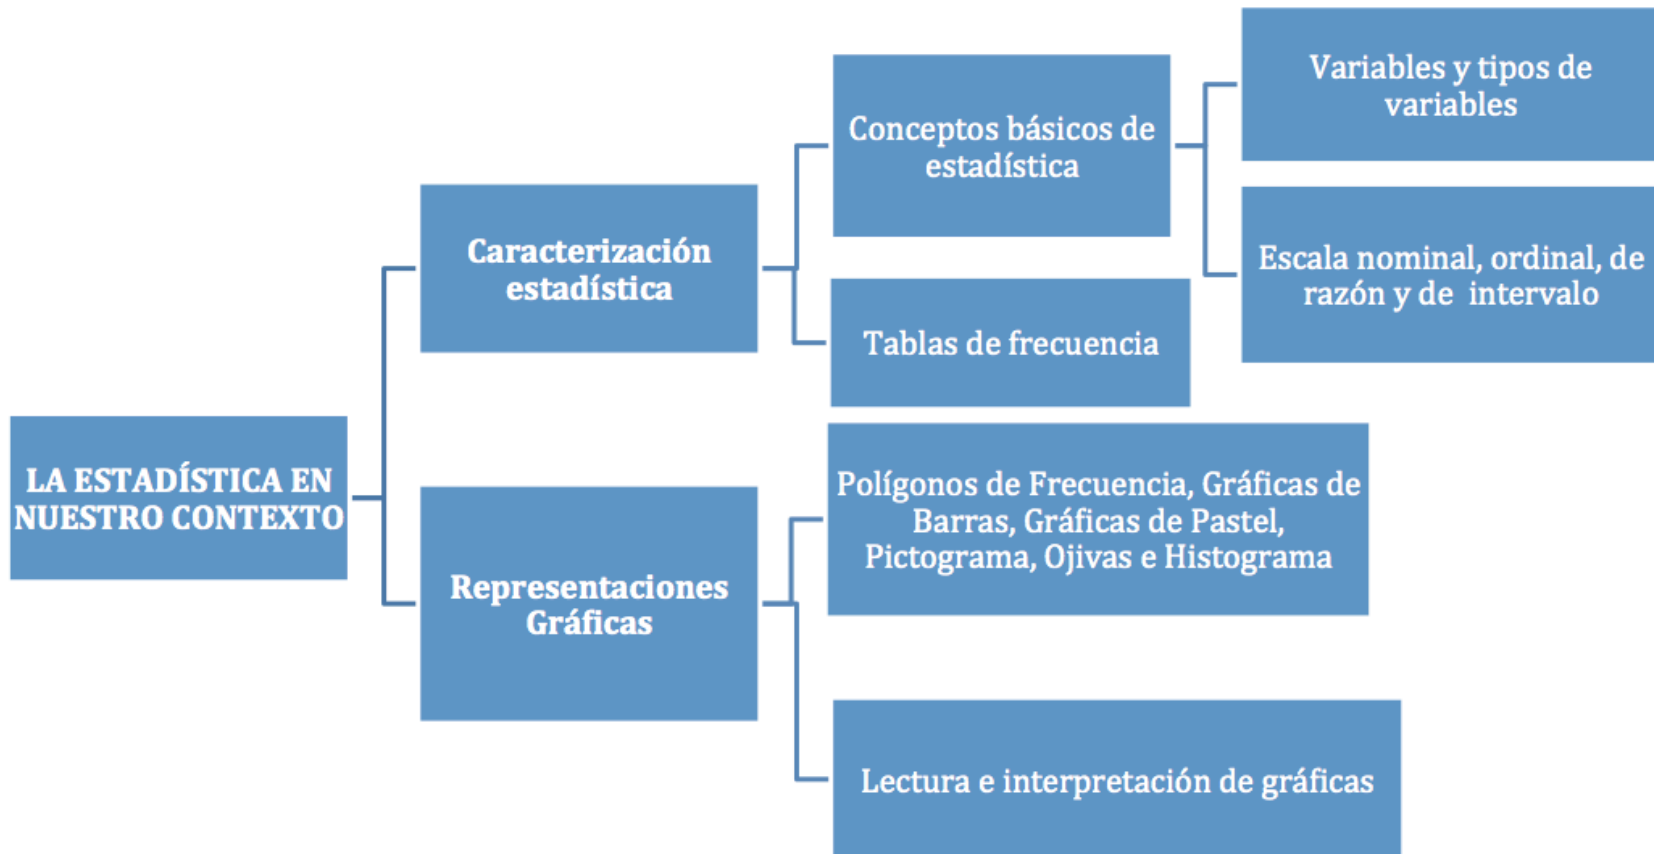 LA ESTADÍSTICA EN
NUESTRO CONTEXTO
Caracterización
estadística
Conceptos básicos de
estadística
Variables y tipos de
variables
Escala nominal, ordinal, de
razón y de intervalo
Tablas de frecuencia
Representaciones
Gráficas
Polígonos de Frecuencia, Gráficas de
Barras, Gráficas de Pastel,
Pictograma, Ojivas e Histograma
Lectura e interpretación de gráficas